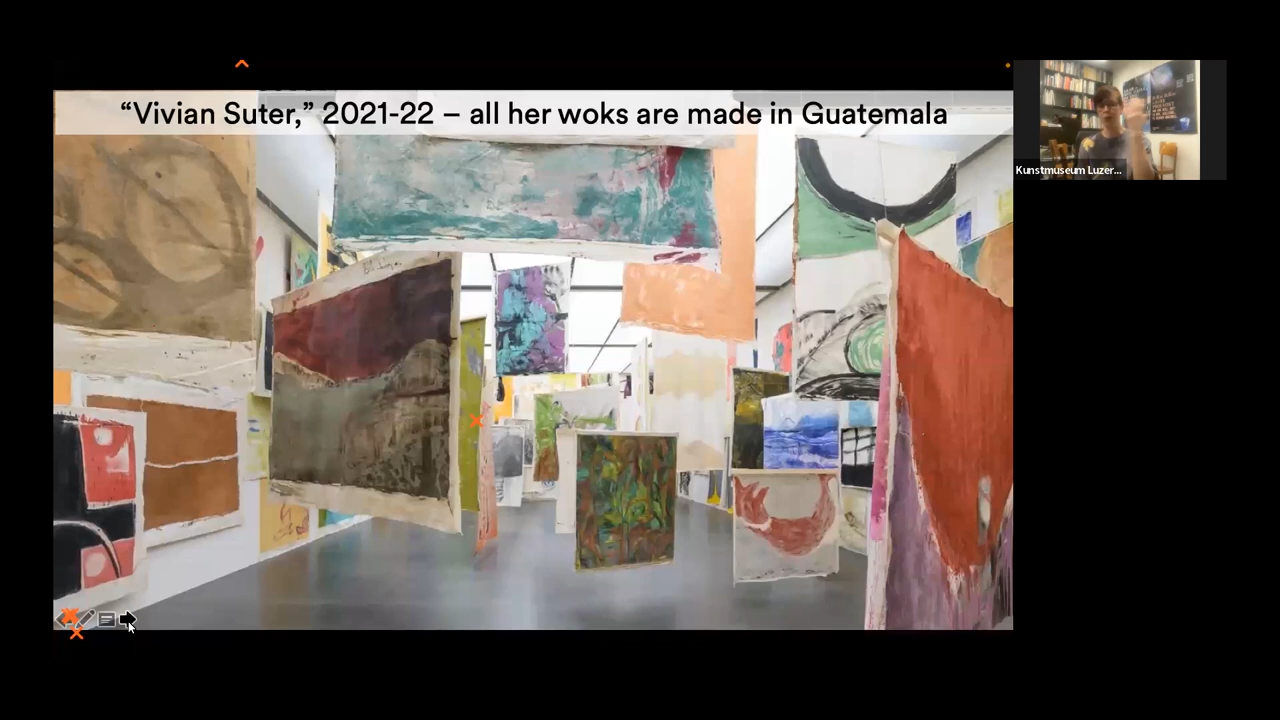 “Vivian Suter,” 2021-22 – all her woks are made in Guatemala
Kunstmuseum Luzer...